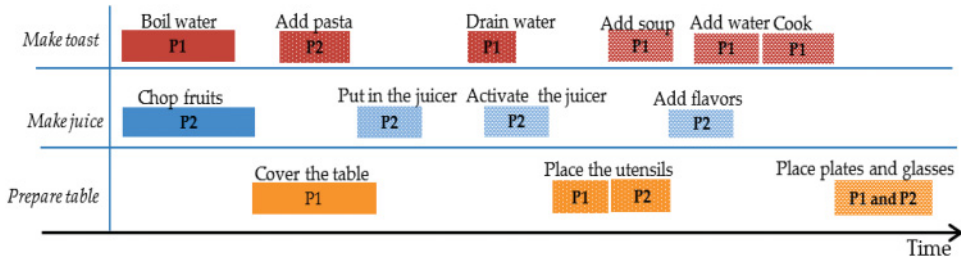 Boil water Add pasta Drain water Add soup Add water Cook
Make toast P1 P2 P1 P1 P1 P1
Chop fruits Put in the juicer Activate the juicer Add flavors
Make juice P2 P2 P2 P2
Cover the table Place the utensils Place plates and glasses
Prepare table P1 P1 P2 P1 and P2
Time